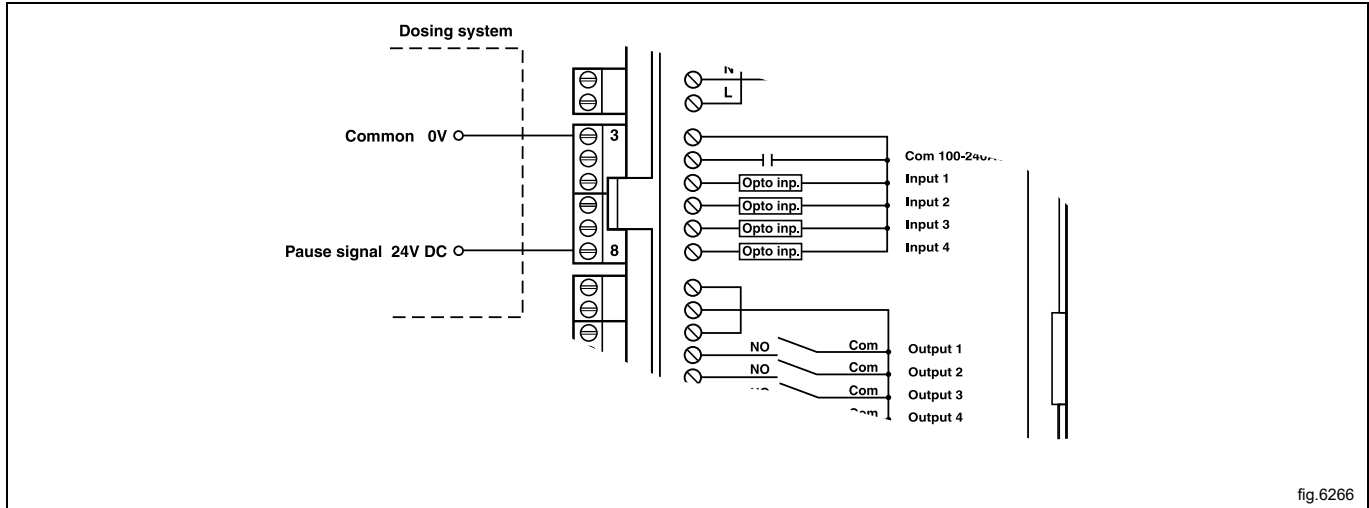 Dosing system
N
L
Common 0V
3
Com
Input 1
Opto inp.
Input 2
Opto inp.
Input 3
Opto inp.
Input 4
Opto inp.
Pause signal 24V DC
8
NO Com Output 1
NO Com Output 2
NO Com Output 3
Com Output 4
fig.6266